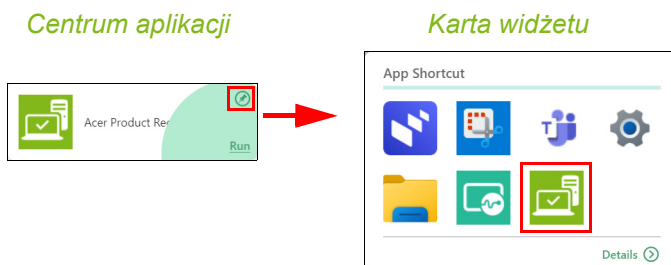 Centrum aplikacji
Karta widżetu
Acer Product Re
Run
App Shortcut
Details